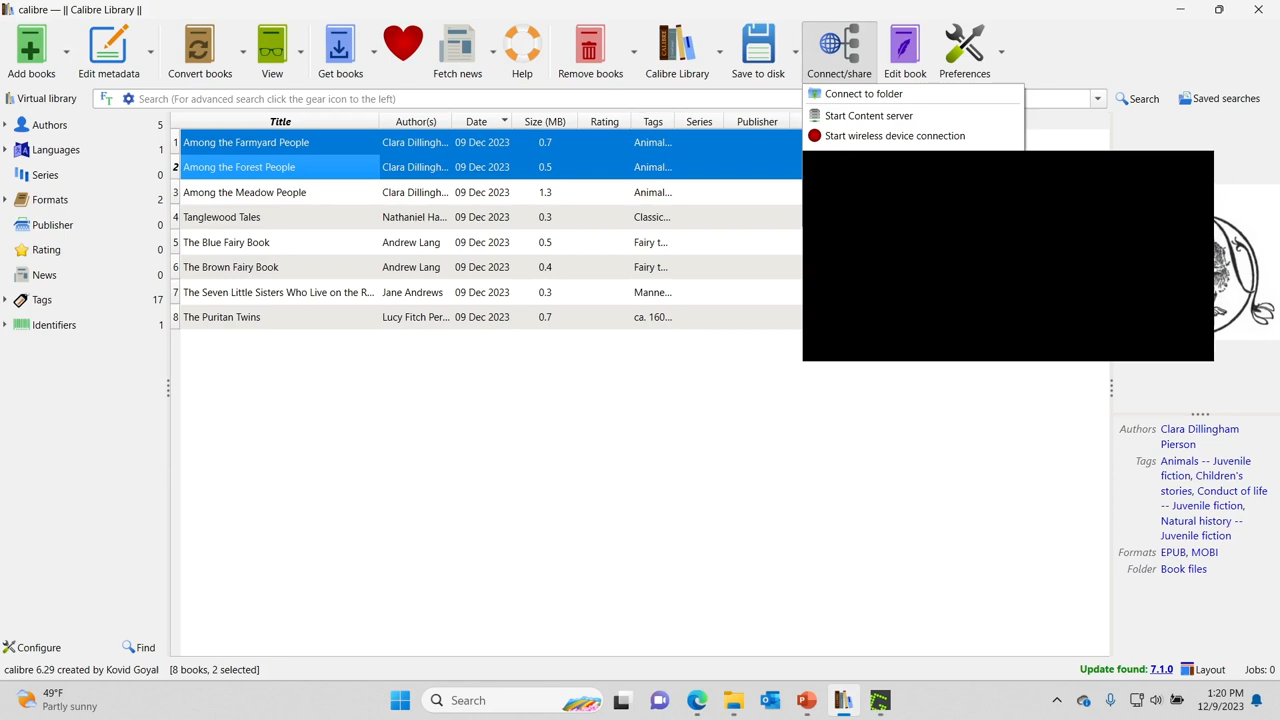 calibre — || Calibre Library ||
Add books Edit metadata Convert books View Get books Fetch news Help Remove books Calibre Library Save to disk Connect/share Edit book Preferences
Virtual library Search (For advanced search click the gear icon to the left) Search Saved searches
Connect to folder
Start Content server
Start wireless device connection
Authors 5
Languages 1
Series 0
Formats 2
Publisher 0
Rating 0
News 0
Tags 17
Identifiers 1
Title Author(s) Date Size (MB) Rating Tags Series Publisher
1 Among the Farmyard People Clara Dillingh... 09 Dec 2023 0.7 Animal...
2 Among the Forest People Clara Dillingh... 09 Dec 2023 0.5 Animal...
3 Among the Meadow People Clara Dillingh... 09 Dec 2023 1.3 Animal...
4 Tanglewood Tales Nathaniel Ha... 09 Dec 2023 0.3 Classic...
5 The Blue Fairy Book Andrew Lang 09 Dec 2023 0.5 Fairy t...
6 The Brown Fairy Book Andrew Lang 09 Dec 2023 0.4 Fairy t...
7 The Seven Little Sisters Who Live on the R... Jane Andrews 09 Dec 2023 0.3 Manne...
8 The Puritan Twins Lucy Fitch Per... 09 Dec 2023 0.7 ca. 160...
Authors Clara Dillingham
Pierson
Tags Animals -- Juvenile
fiction, Children's
stories, Conduct of life
-- Juvenile fiction,
Natural history --
Juvenile fiction
Formats EPUB, MOBI
Folder Book files
Configure Find
calibre 6.29 created by Kovid Goyal [8 books, 2 selected] Update found: 7.1.0 Layout Jobs: 0
49°F
Partly sunny
Search
1:20 PM
12/9/2023